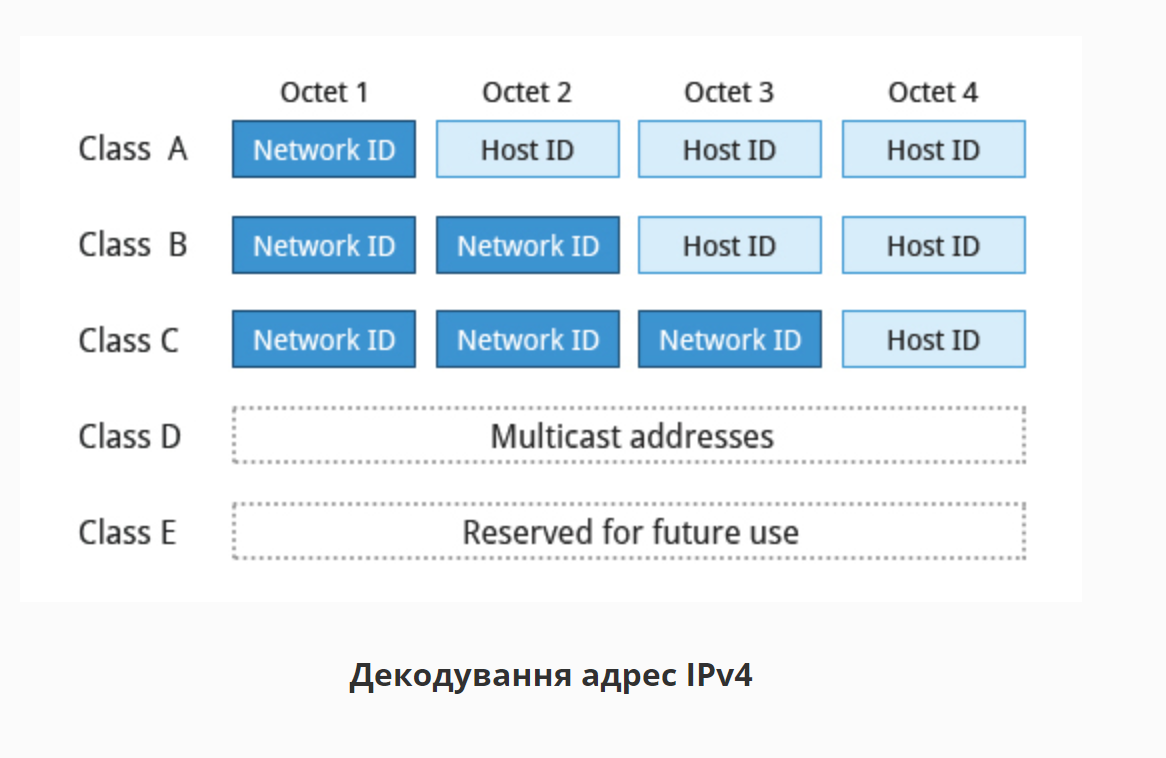 Octet 1 Octet 2 Octet 3 Octet 4
Class A Network ID Host ID Host ID Host ID
Class B Network ID Network ID Host ID Host ID
Class C Network ID Network ID Network ID Host ID
Class D Multicast addresses
Class E Reserved for future use
Декодування адрес IPv4